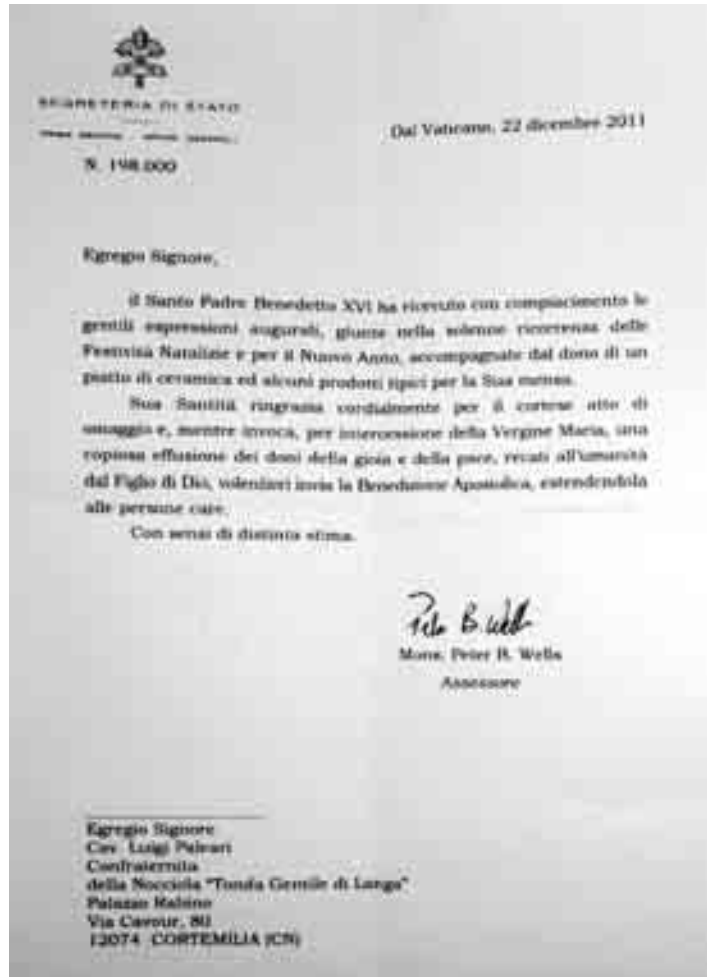 SEGRETERIA DI STATO
Dal Vaticano, 22 dicembre 2011
N. 198.000
Egregio Signore,
il Santo Padre Benedetto XVI ha ricevuto con compiacimento le
gentili espressioni augurali, giunte nella solenne ricorrenza delle
Festività Natalizie e per il Nuovo Anno, accompagnate dal dono di un
piatto di ceramica ed alcuni prodotti tipici per la Sua mensa.
Sua Santità ringrazia cordialmente per il cortese atto di
omaggio e, mentre invoca, per intercessione della Vergine Maria, una
copiosa effusione dei doni della gioia e della pace, recati all'umanità
dal Figlio di Dio, volentieri invia la Benedizione Apostolica, estendendola
alle persone care.
Con sensi di distinta stima.
Peter B. Wells
Mons. Peter B. Wells
Assessore
Egregio Signore
Cav. Luigi
Confraternita
della Nocciola "Tonda Gentile di Langa"
Palazzo Rabino
Via Cavour, 80
12074 CORTEMILIA (CN)